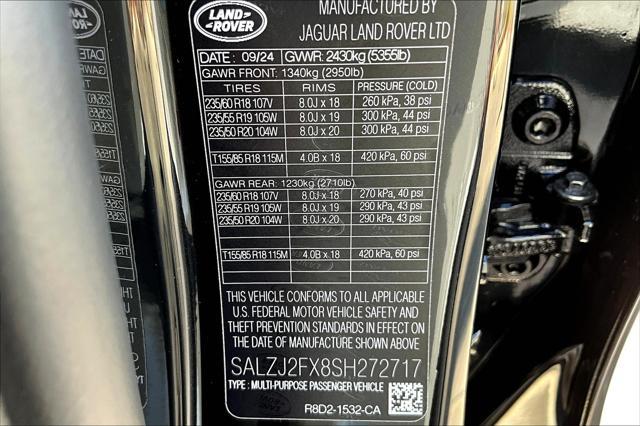 LAND ROVER
MANUFACTURED BY
JAGUAR LAND ROVER LTD
DATE : 09/24 GVWR: 2430kg (5355lb)
GAWR FRONT: 1340kg (2950lb)
TIRES RIMS PRESSURE (COLD)
235/60 R18 107V 8.0J x 18 260 kPa, 38 psi
235/55 R19 105W 8.0J x 19 300 kPa, 44 psi
235/50 R20 104W 8.0J x 20 300 kPa, 44 psi
T155/85 R18 115M 4.0B x 18 420 kPa, 60 psi
GAWR REAR: 1230kg (2710lb)
235/60 R18 107V 8.0J x 18 270 kPa, 40 psi
235/55 R19 105W 8.0J x 19 290 kPa, 43 psi
235/50 R20 104W 8.0J x 20 290 kPa, 43 psi
T155/85 R18 115M 4.0B x 18 420 kPa, 60 psi
THIS VEHICLE CONFORMS TO ALL APPLICABLE
U.S. FEDERAL MOTOR VEHICLE SAFETY AND
THEFT PREVENTION STANDARDS IN EFFECT ON
THE DATE OF MANUFACTURE SHOWN ABOVE.
SALZJ2FX8SH272717
TYPE : MULTI-PURPOSE PASSENGER VEHICLE
R8D2-1532-CA